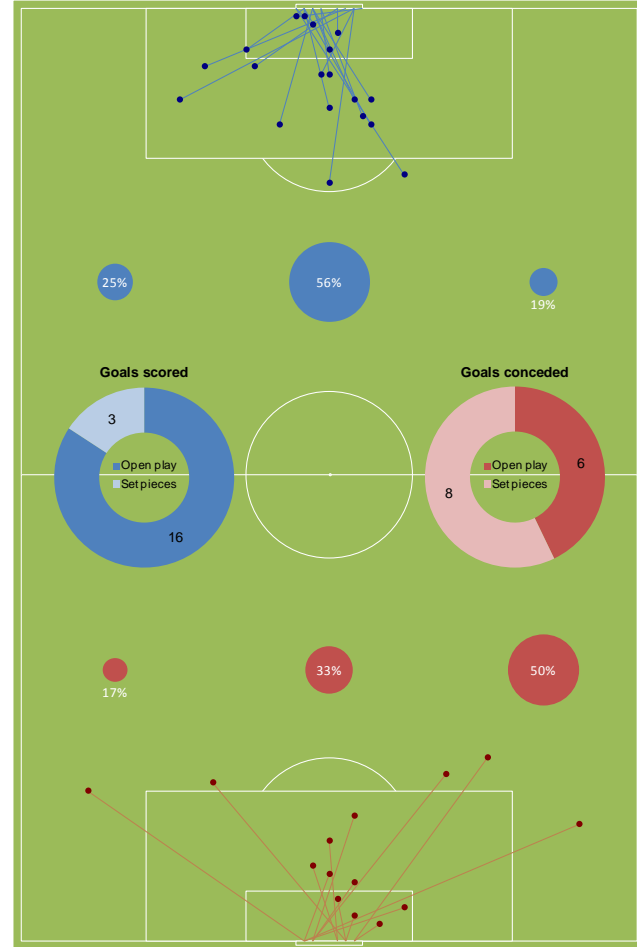 25%
56%
19%
Goals scored
Goals conceded
3
Open play
Set pieces
16
6
Open play
Set pieces
8
17%
33%
50%